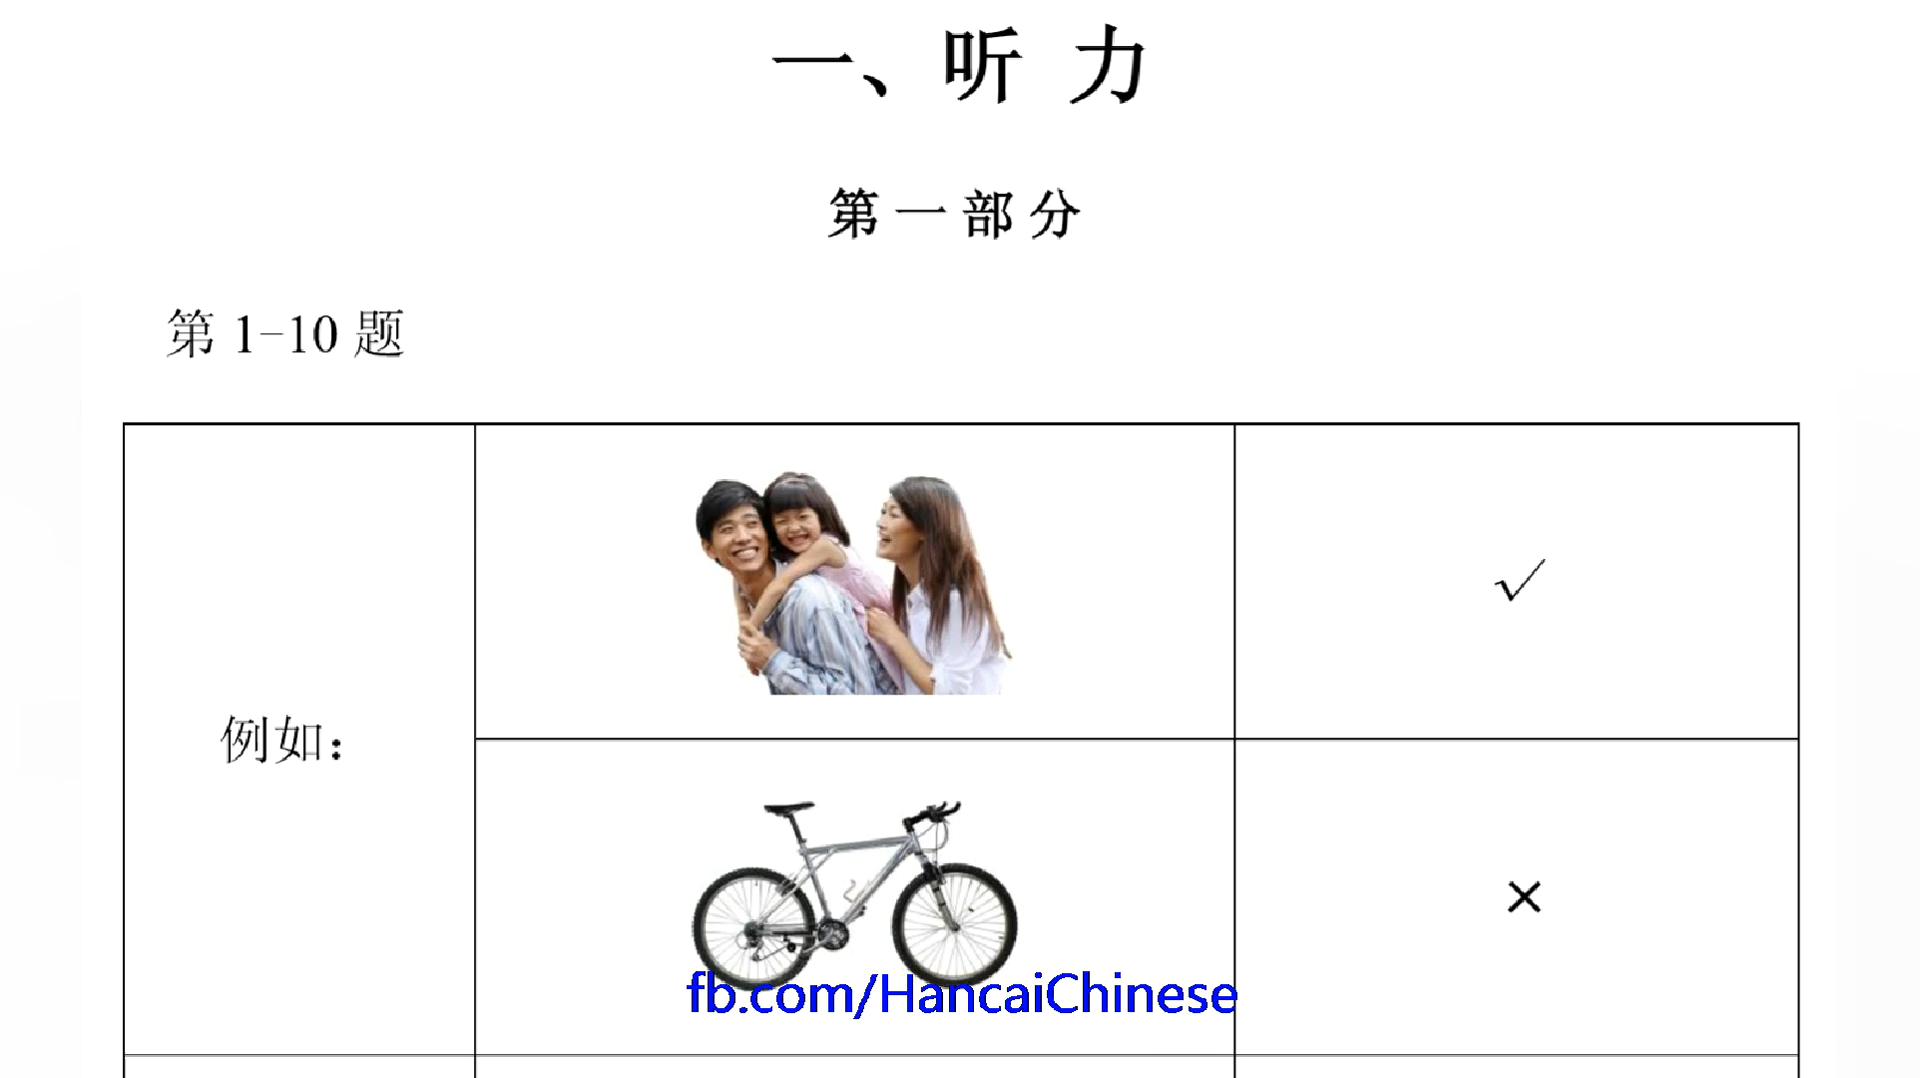 一、听 力
第 一 部 分
第 1-10 题
例如：
√
×
fb.com/HancaiChinese